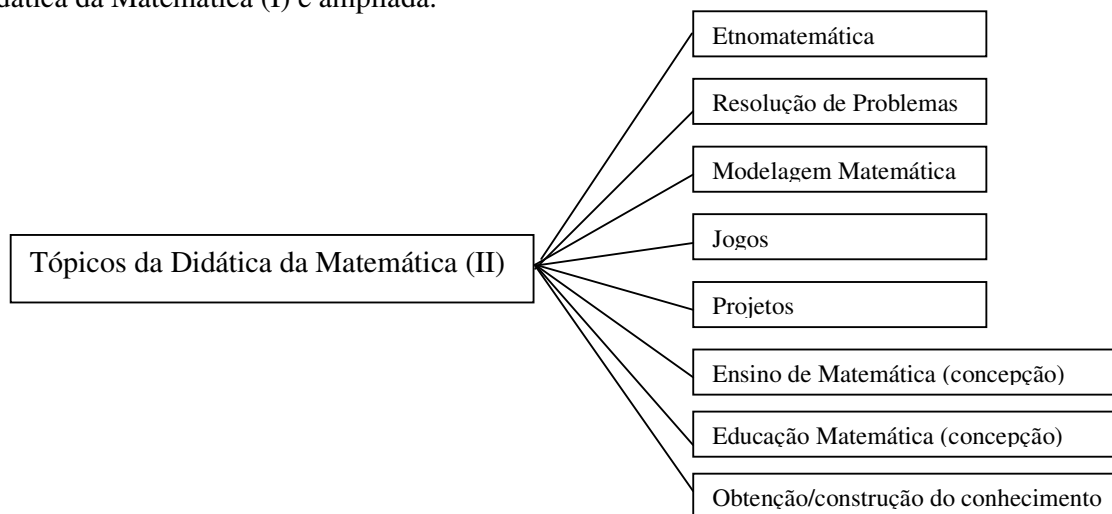 dática da Matemática (I) é ampliada.
Etnomatemática
Resolução de Problemas
Modelagem Matemática
Jogos
Tópicos da Didática da Matemática (II)
Projetos
Ensino de Matemática (concepção)
Educação Matemática (concepção)
Obtenção/construção do conhecimento